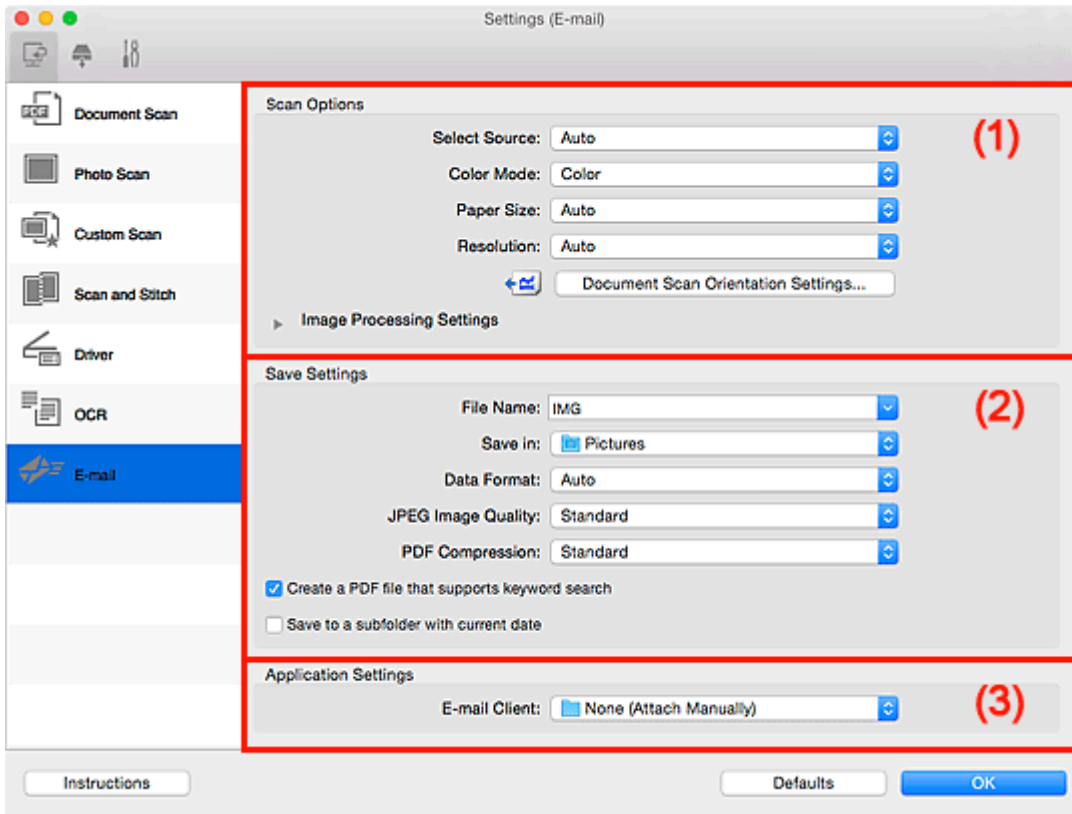 Settings (E-mail)
Document Scan
Photo Scan
Custom Scan
Scan and Stitch
Driver
OCR
E-mail
Scan Options
(1)
Select Source: Auto
Color Mode: Color
Paper Size: Auto
Resolution: Auto
Document Scan Orientation Settings...
Image Processing Settings
Save Settings
(2)
File Name: IMG
Save in: Pictures
Data Format: Auto
JPEG Image Quality: Standard
PDF Compression: Standard
Create a PDF file that supports keyword search
Save to a subfolder with current date
Application Settings
(3)
E-mail Client: None (Attach Manually)
Instructions
Defaults
OK